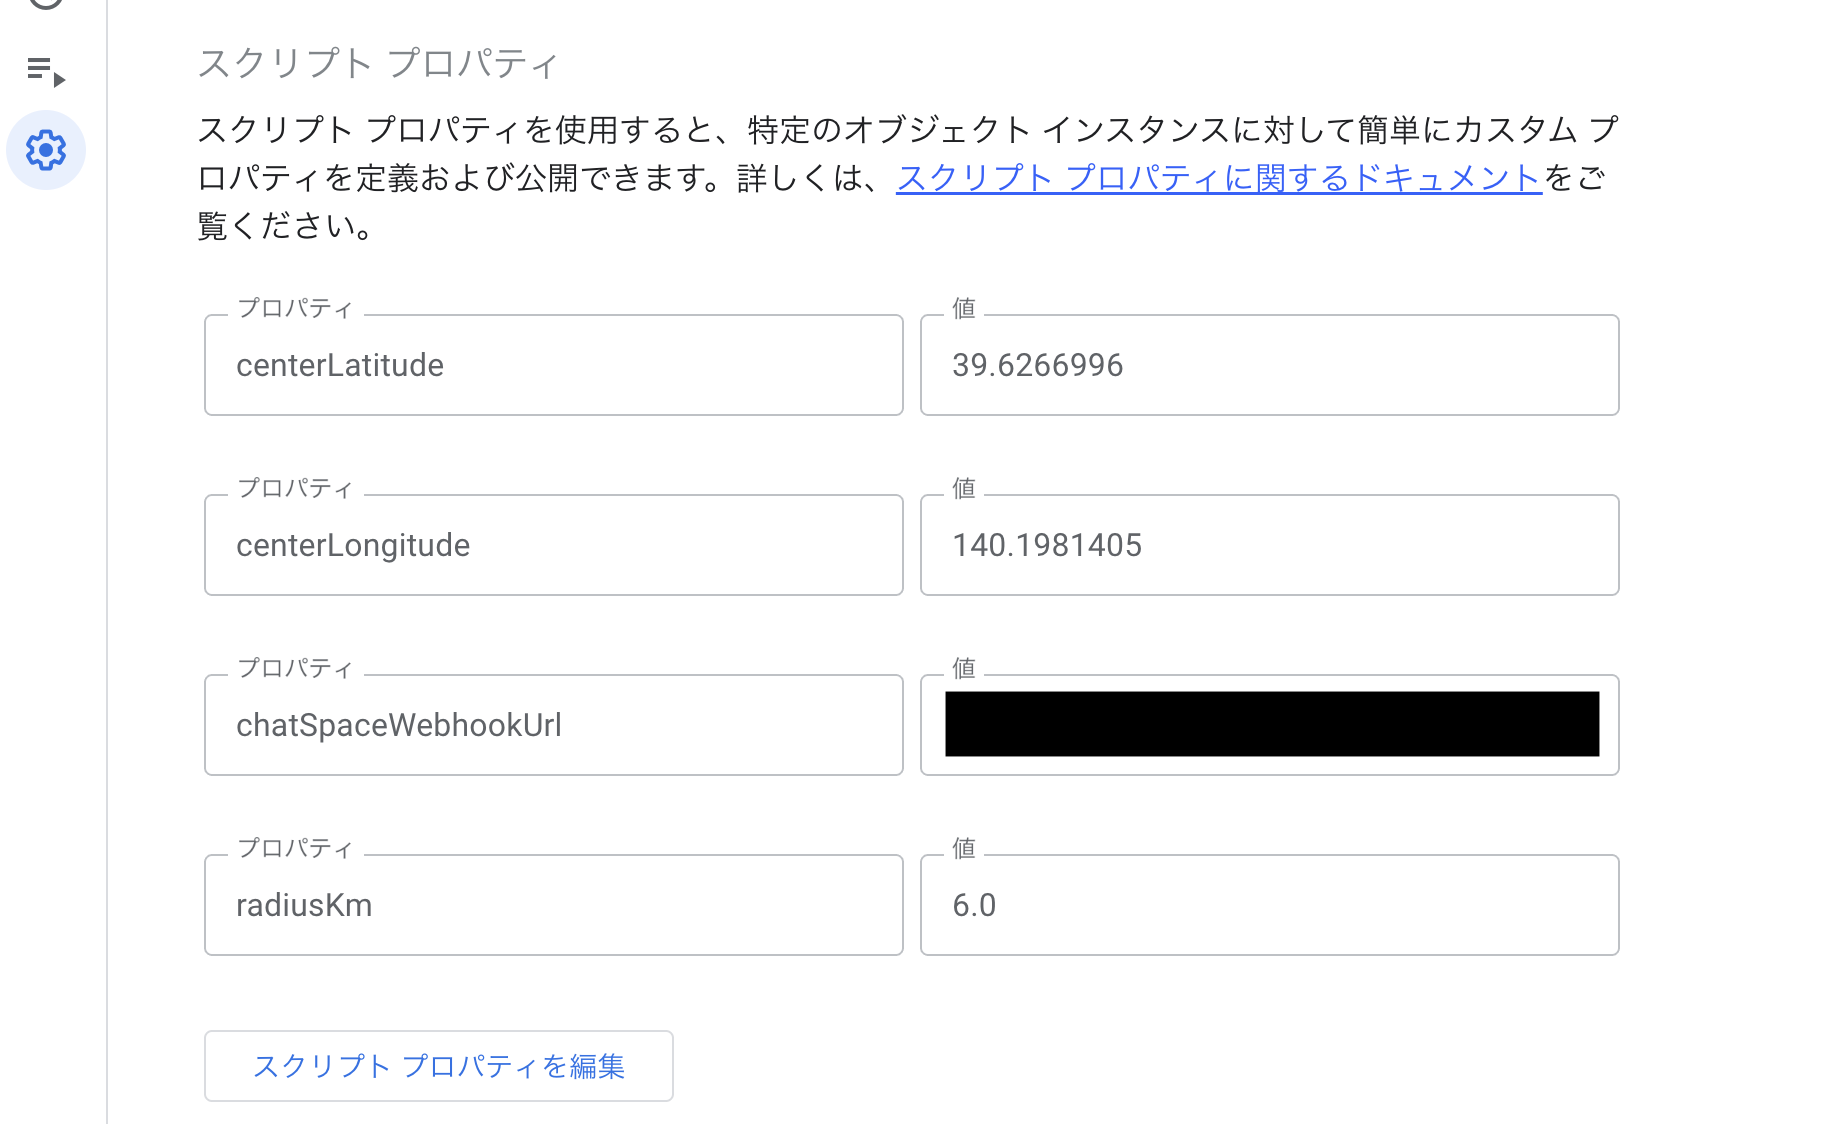 スクリプト プロパティ
スクリプト プロパティを使用すると、特定のオブジェクト インスタンスに対して簡単にカスタム プ
ロパティを定義および公開できます。詳しくは、スクリプト プロパティに関するドキュメントをご
覧ください。
プロパティ 値
centerLatitude 39.6266996
プロパティ 値
centerLongitude 140.1981405
プロパティ 値
chatSpaceWebhookUrl
プロパティ 値
radiusKm 6.0
スクリプト プロパティを編集